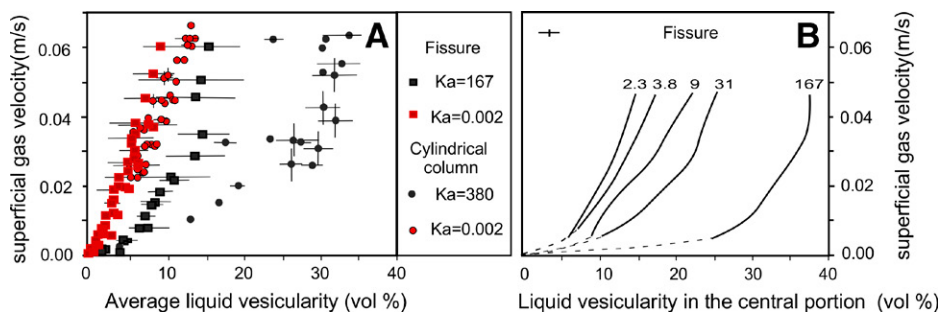 A
superficial gas velocity(m/s)
0.06
0.04
0.02
0.00
0 10 20 30 40
Average liquid vesicularity (vol %)
Fissure
Ka=167
Ka=0.002
Cylindrical
column
Ka=380
Ka=0.002
B
Fissure
2.3 3.8 9 31 167
0.06
0.04
0.02
0.00
superficial gas velocity(m/s)
0 10 20 30 40
Liquid vesicularity in the central portion (vol %)